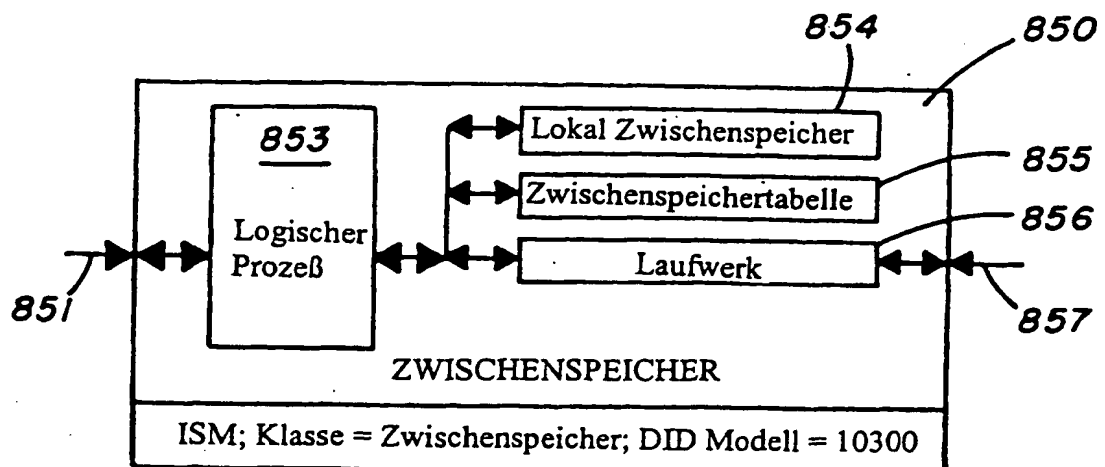 854
850
Lokal Zwischenspeicher
853
855
Zwischenspeichertabelle
856
Logischer
Prozeß
Laufwerk
851
857
ZWISCHENSPEICHER
ISM; Klasse = Zwischenspeicher; DID Modell = 10300